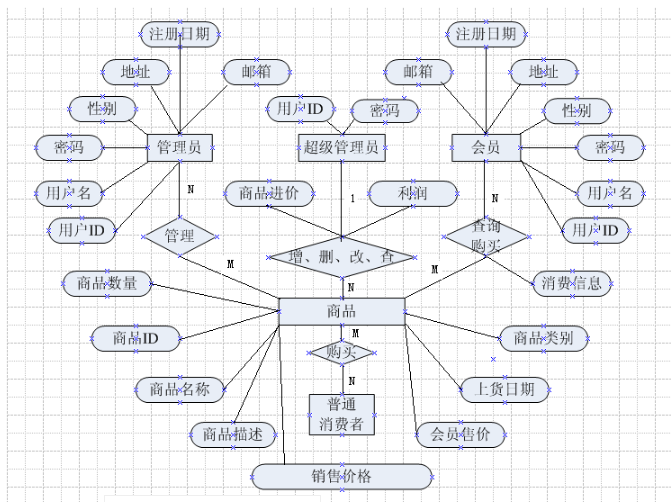 注册日期
注册日期
地址
邮箱
邮箱
地址
性别
用户ID
密码
性别
密码
管理员
超级管理员
会员
密码
用户名
N
商品进价
1
利润
N
用户名
用户ID
管理
查询
购买
用户ID
增、删、改、查
M
M
商品数量
N
消费信息
商品
商品ID
M
商品类别
购买
商品名称
N
上货日期
普通
消费者
商品描述
会员售价
销售价格